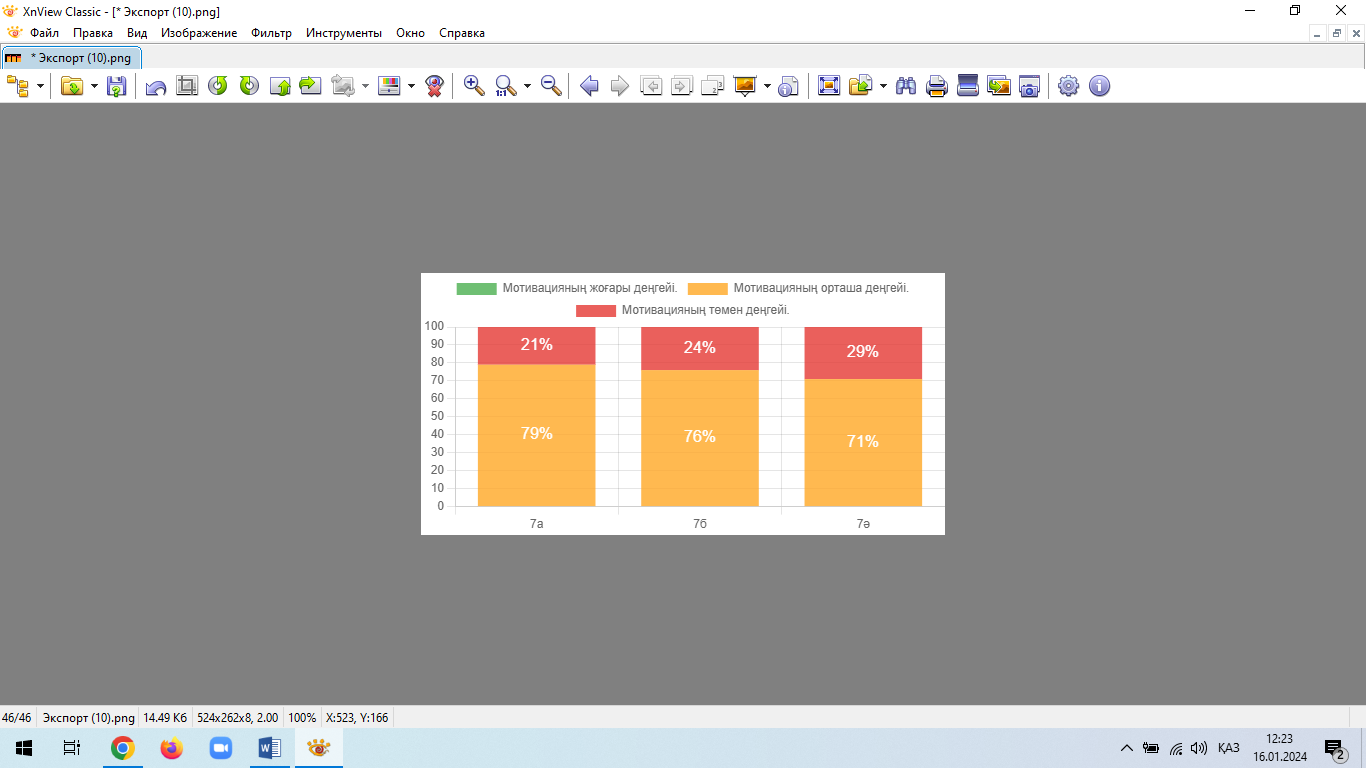 XnView Classic - [* Экспорт (10).png]
Файл Правка Вид Изображение Фильтр Инструменты Окно Справка
* Экспорт (10).png
1:1
Мотивацияның жоғары деңгейі. Мотивацияның орташа деңгейі.
Мотивацияның төмен деңгейі.
100
90
80
70
60
50
40
30
20
10
0
21% 24% 29%
79% 76% 71%
7а 7б 7ә
46/46 Экспорт (10).png 14.49 Кб 524x262x8, 2.00 100% X:523, Y:166
ҚАЗ 12:23
16.01.2024
2